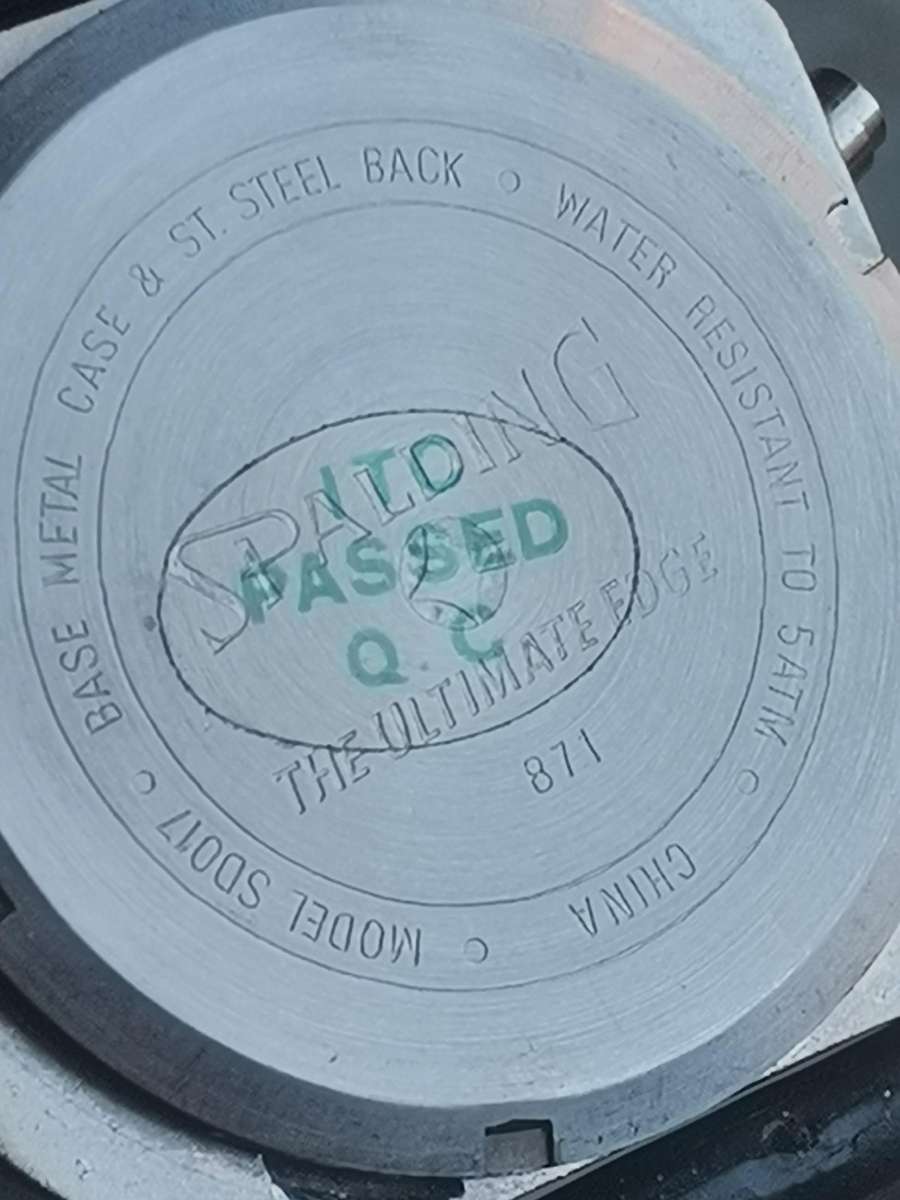 BASE METAL CASE & ST. STEEL BACK
WATER RESISTANT TO 5ATM
CHINA
MODEL SD017
SPALDING
THE ULTIMATE EDGE
871
ITD
PASSED
Q C